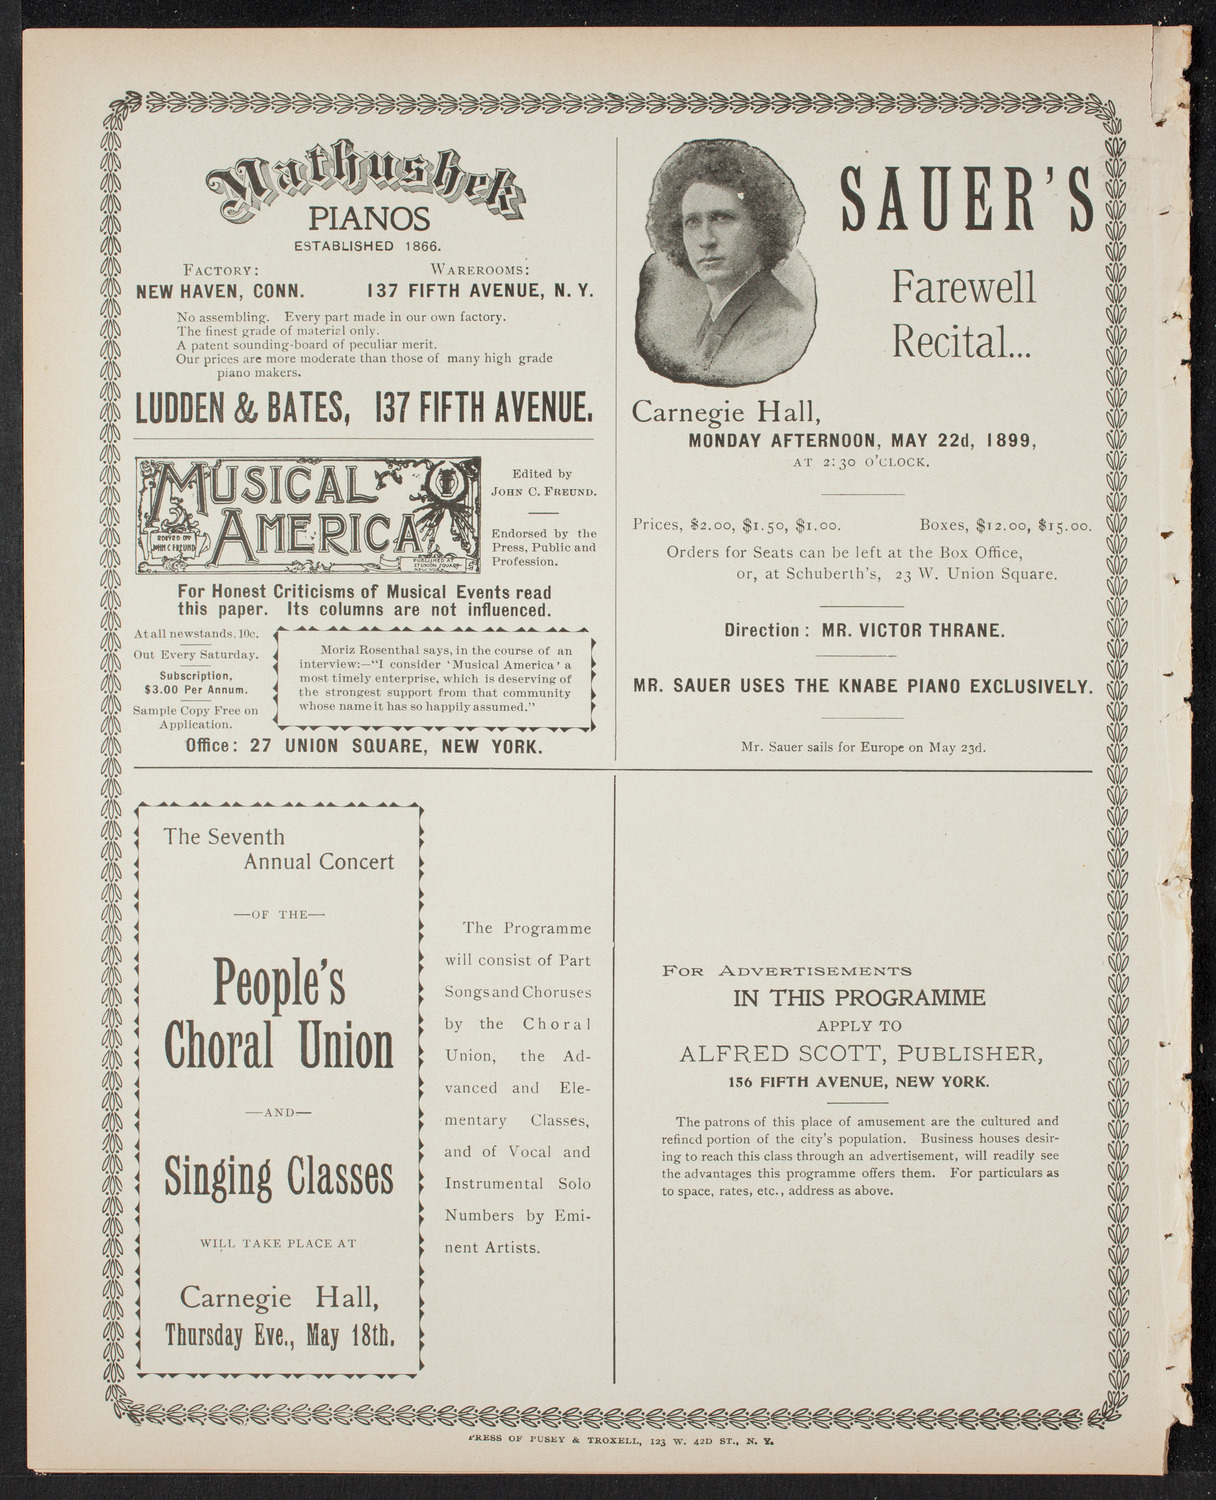 Mathushek
PIANOS
ESTABLISHED 1866.
FACTORY: WAREROOMS:
NEW HAVEN, CONN. 137 FIFTH AVENUE, N. Y.
No assembling. Every part made in our own factory.
The finest grade of material only.
A patent sounding-board of peculiar merit.
Our prices are more moderate than those of many high grade
piano makers.
LUDDEN & BATES, 137 FIFTH AVENUE.
MUSICAL
AMERICA
EDITED BY
JOHN C FREUND
PUBLISHED AT
27 UNION SQUARE
NEW YORK
Edited by
JOHN C. FREUND.
Endorsed by the
Press, Public and
Profession.
For Honest Criticisms of Musical Events read
this paper. Its columns are not influenced.
At all newstands, 10c.
Out Every Saturday.
Subscription,
$3.00 Per Annum.
Sample Copy Free on
Application.
Moriz Rosenthal says, in the course of an
interview:—“I consider ‘Musical America’ a
most timely enterprise, which is deserving of
the strongest support from that community
whose name it has so happily assumed.”
Office: 27 UNION SQUARE, NEW YORK.
SAUER'S
Farewell
Recital...
Carnegie Hall,
MONDAY AFTERNOON, MAY 22d, 1899,
AT 2:30 O'CLOCK.
Prices, $2.00, $1.50, $1.00. Boxes, $12.00, $15.00.
Orders for Seats can be left at the Box Office,
or, at Schuberth's, 23 W. Union Square.
Direction: MR. VICTOR THRANE.
MR. SAUER USES THE KNABE PIANO EXCLUSIVELY.
Mr. Sauer sails for Europe on May 23d.
The Seventh
Annual Concert
—OF THE—
People's
Choral Union
—AND—
Singing Classes
WILL TAKE PLACE AT
Carnegie Hall,
Thursday Eve., May 18th.
The Programme
will consist of Part
Songs and Choruses
by the Choral
Union, the Ad-
vanced and Ele-
mentary Classes,
and of Vocal and
Instrumental Solo
Numbers by Emi-
nent Artists.
FOR ADVERTISEMENTS
IN THIS PROGRAMME
APPLY TO
ALFRED SCOTT, PUBLISHER,
156 FIFTH AVENUE, NEW YORK.
The patrons of this place of amusement are the cultured and
refined portion of the city's population. Business houses desir-
ing to reach this class through an advertisement, will readily see
the advantages this programme offers them. For particulars as
to space, rates, etc., address as above.
PRESS OF PUSEY & TROXELL, 123 W. 42D ST., N. Y.